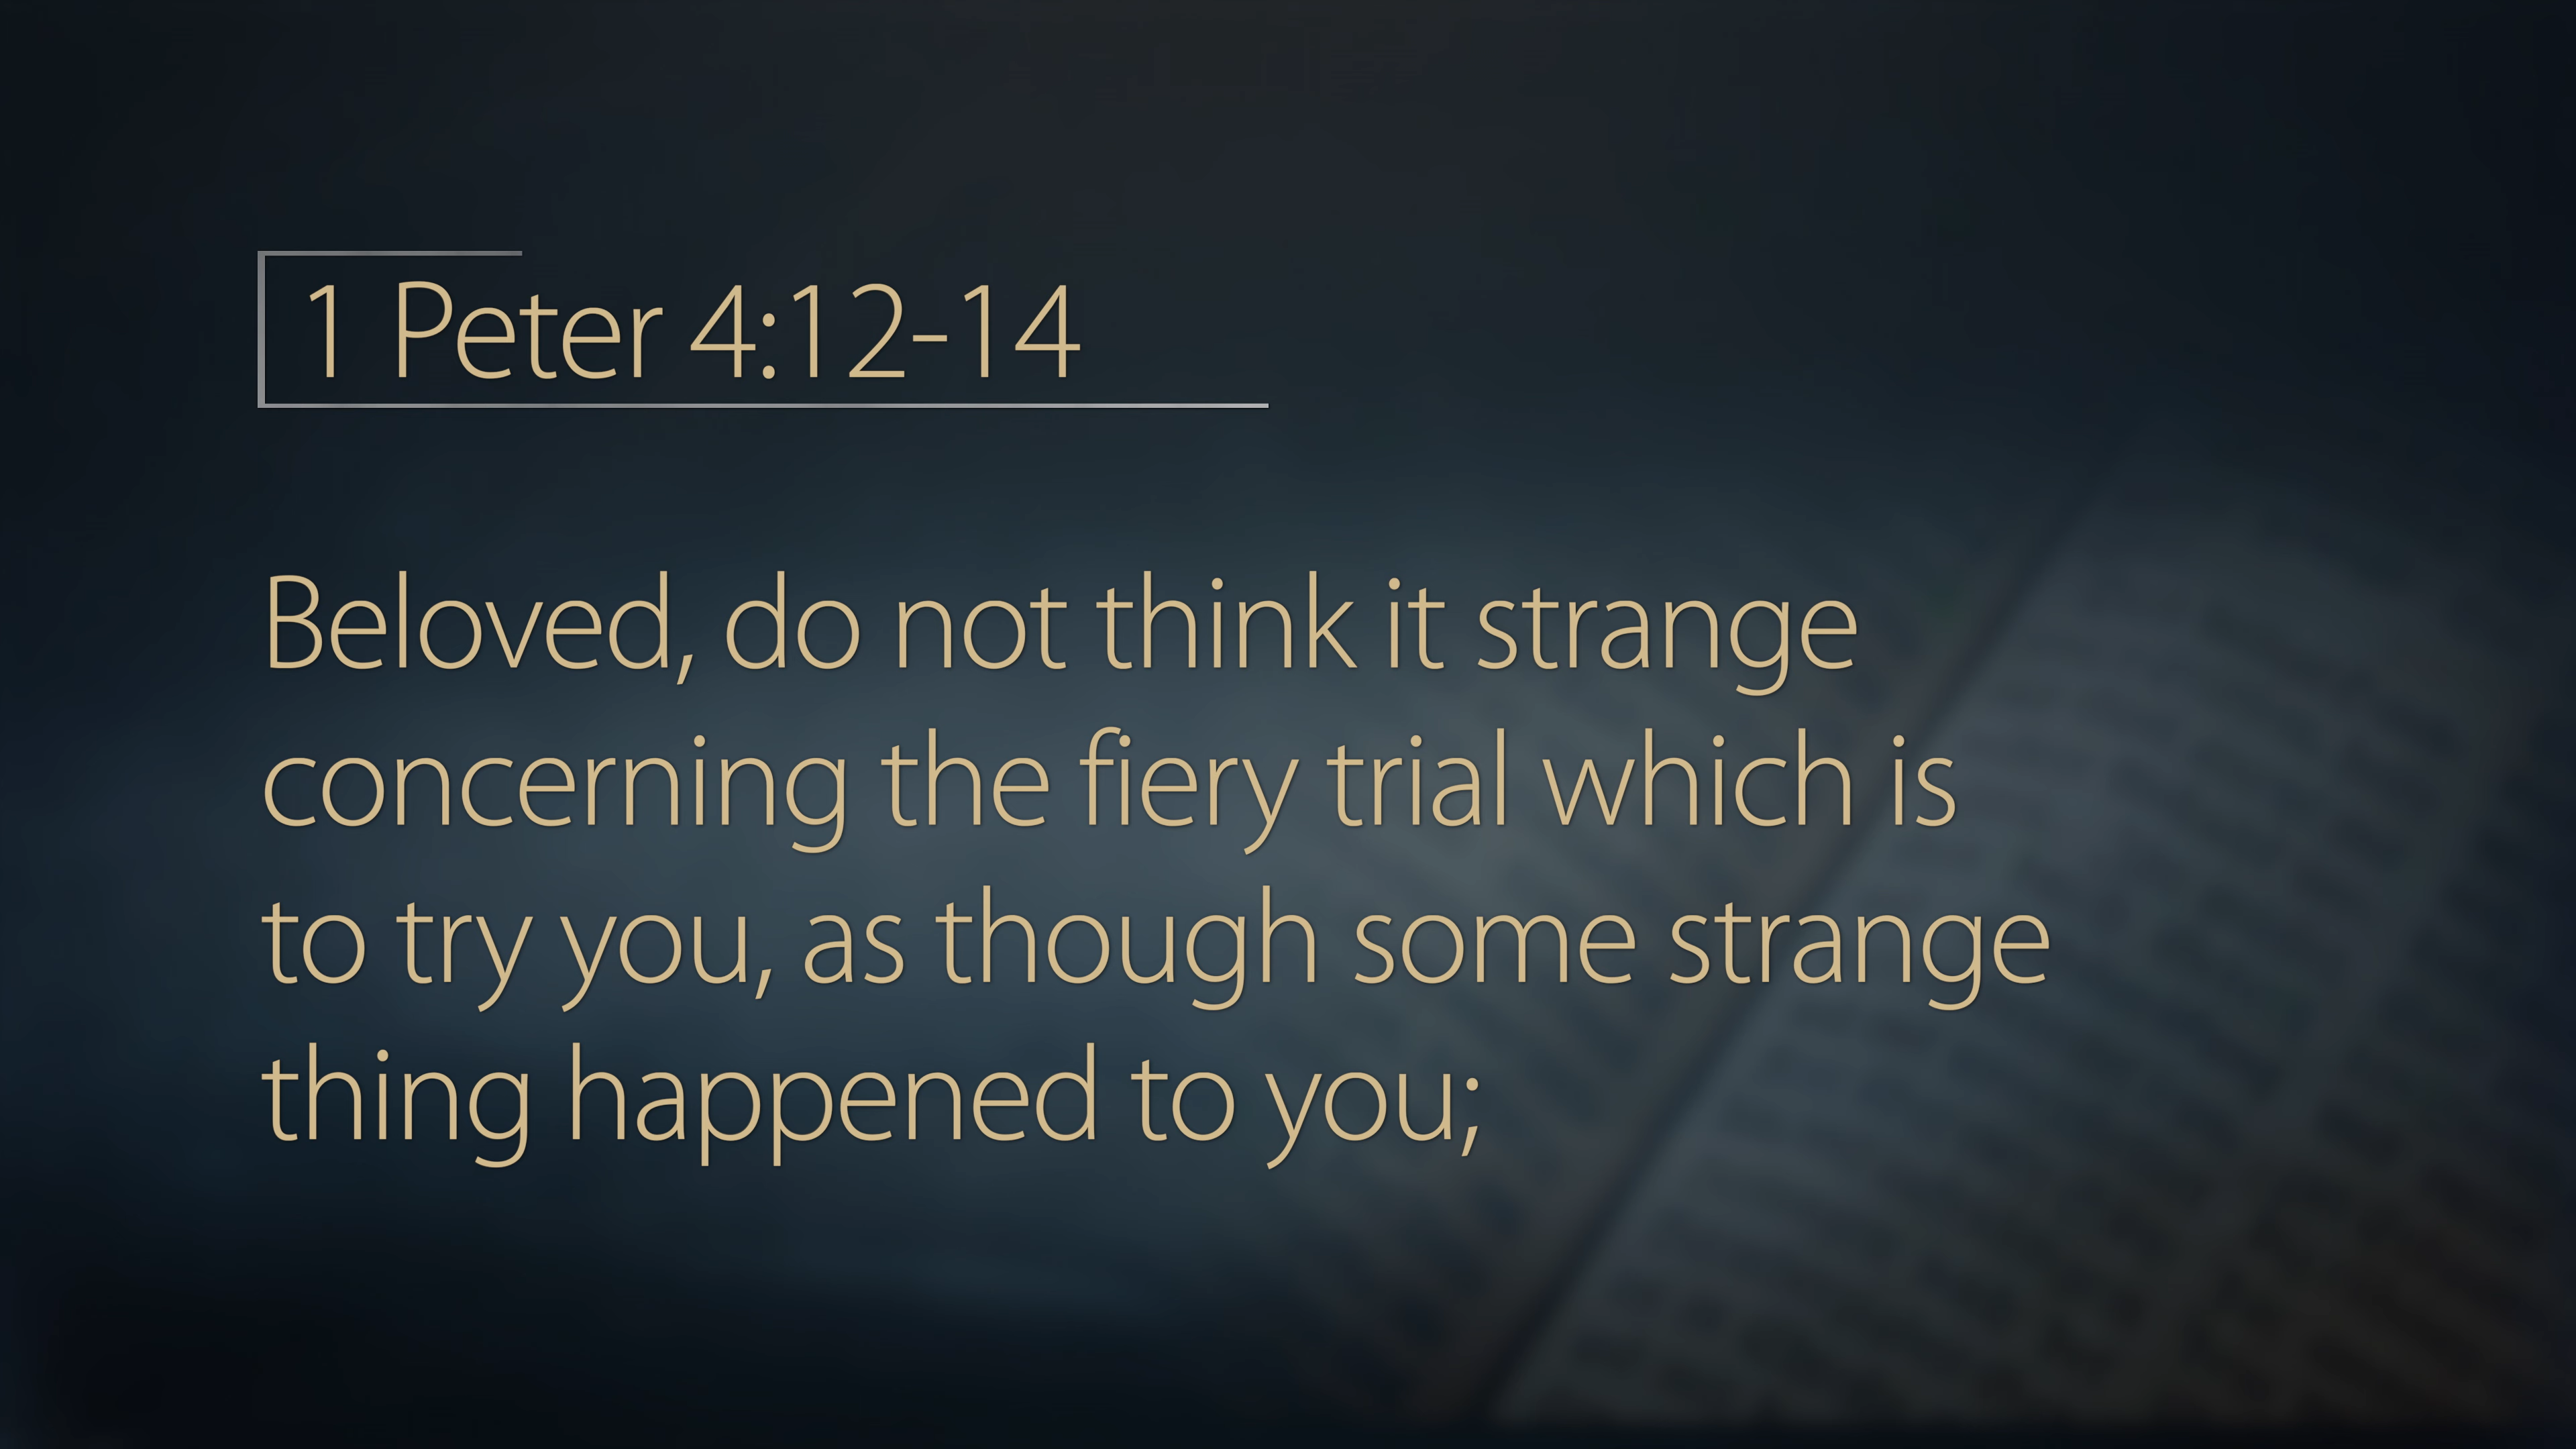 1 Peter 4:12-14
Beloved, do not think it strange
concerning the fiery trial which is
to try you, as though some strange
thing happened to you;